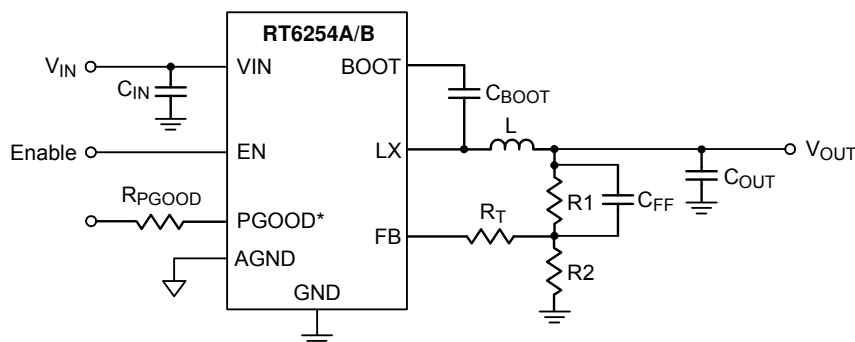 RT6254A/B
VIN
VIN
BOOT
CIN
CBOOT
L
Enable
EN
LX
VOUT
COUT
R1
CFF
RPGOOD
PGOOD*
RT
FB
AGND
R2
GND